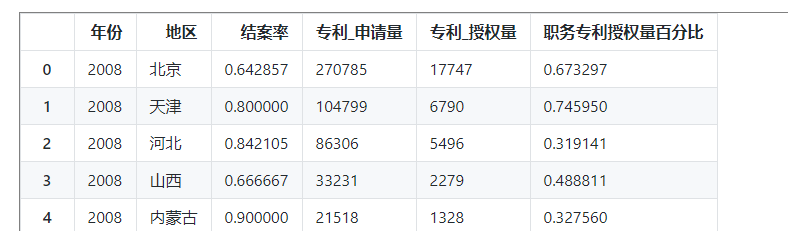 年份 地区 结案率 专利_申请量 专利_授权量 职务专利授权量百分比
0 2008 北京 0.642857 270785 17747 0.673297
1 2008 天津 0.800000 104799 6790 0.745950
2 2008 河北 0.842105 86306 5496 0.319141
3 2008 山西 0.666667 33231 2279 0.488811
4 2008 内蒙古 0.900000 21518 1328 0.327560